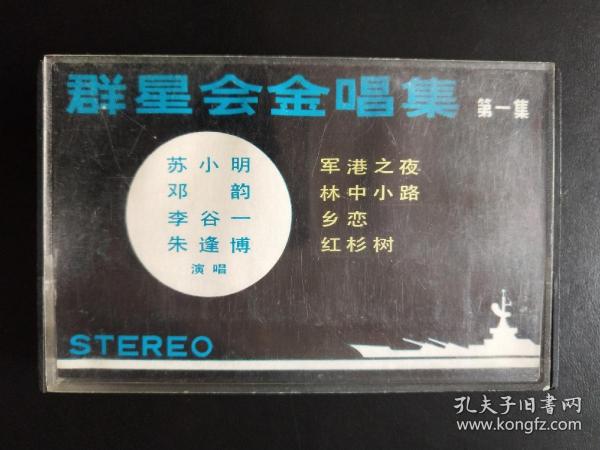 群星会金唱集 第一集
苏小明 军港之夜
邓韵 林中小路
李谷一 乡恋
朱逢博 红杉树
演唱
STEREO
孔夫子旧书网
www.kongfz.com